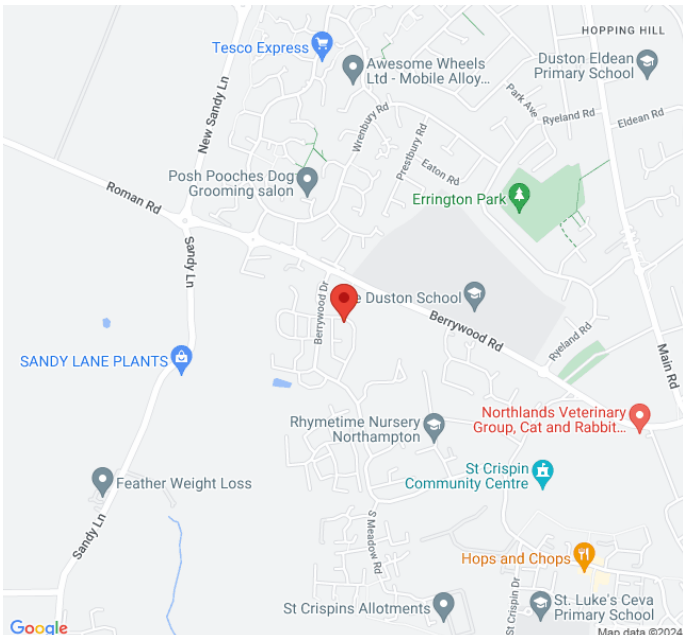 HOPPING HILL
Tesco Express
Awesome Wheels
Ltd - Mobile Alloy...
Duston Eldean
Primary School
New Sandy Ln
Wrenbury Rd
Park Ave
Ryeland Rd
Eldean Rd
Prestbury Rd
Eaton Rd
Posh Pooches Dog
Grooming salon
Roman Rd
Errington Park
Sandy Ln
Berrywood Dr
e Duston School
Berrywood Rd
Ryeland Rd
Main Rd
SANDY LANE PLANTS
Northlands Veterinary
Group, Cat and Rabbit...
Rhymetime Nursery
Northampton
St Crispin
Community Centre
Feather Weight Loss
Sandy Ln
S Meadow Rd
Hops and Chops
St Crispin Dr
St Crispins Allotments
St. Luke's Ceva
Primary School
Google
Map data ©2024